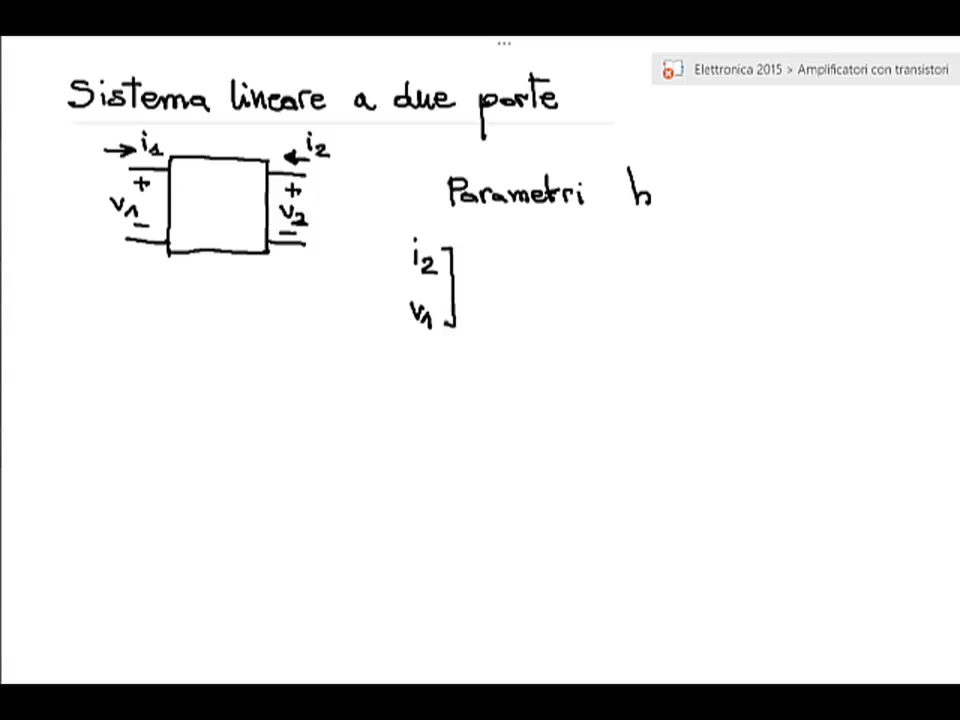 Elettronica 2015 > Amplificatori con transistori
Sistema lineare a due porte
i1 i2
+ +
v1 v2
− −
Parametri h
i2
v1